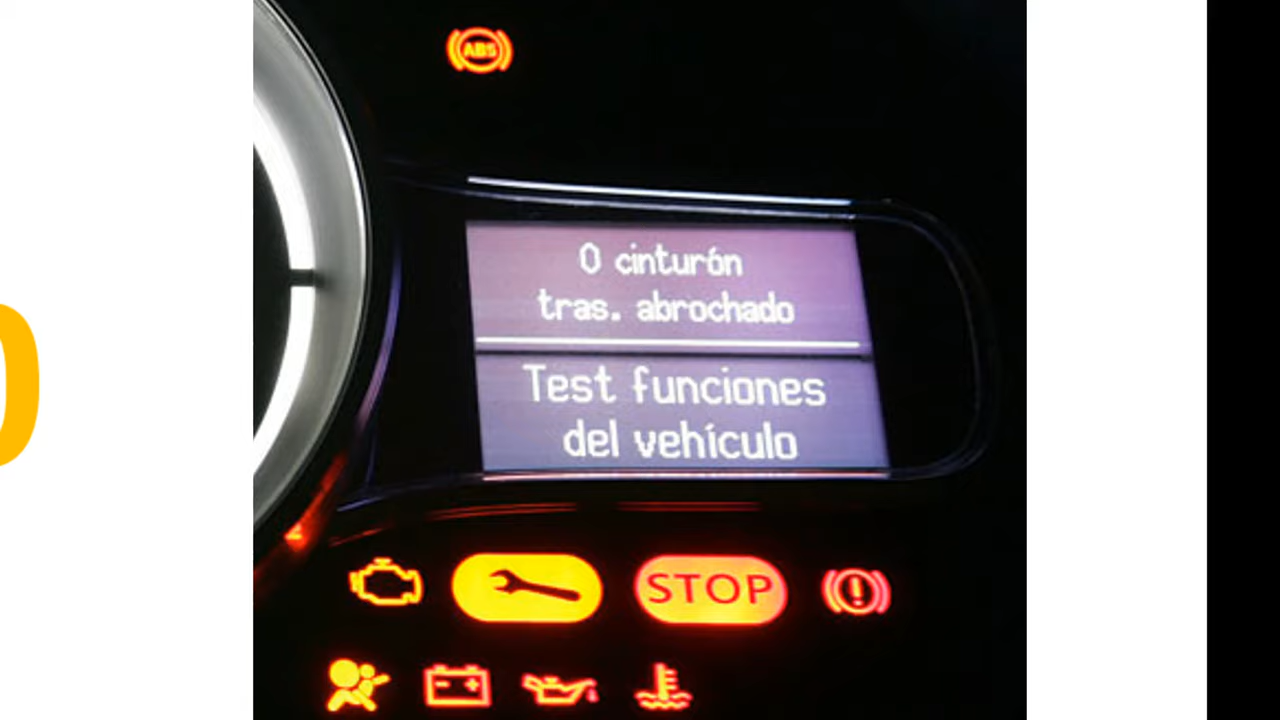 ABS
0 cinturón
tras. abrochado
Test funciones
del vehículo
STOP